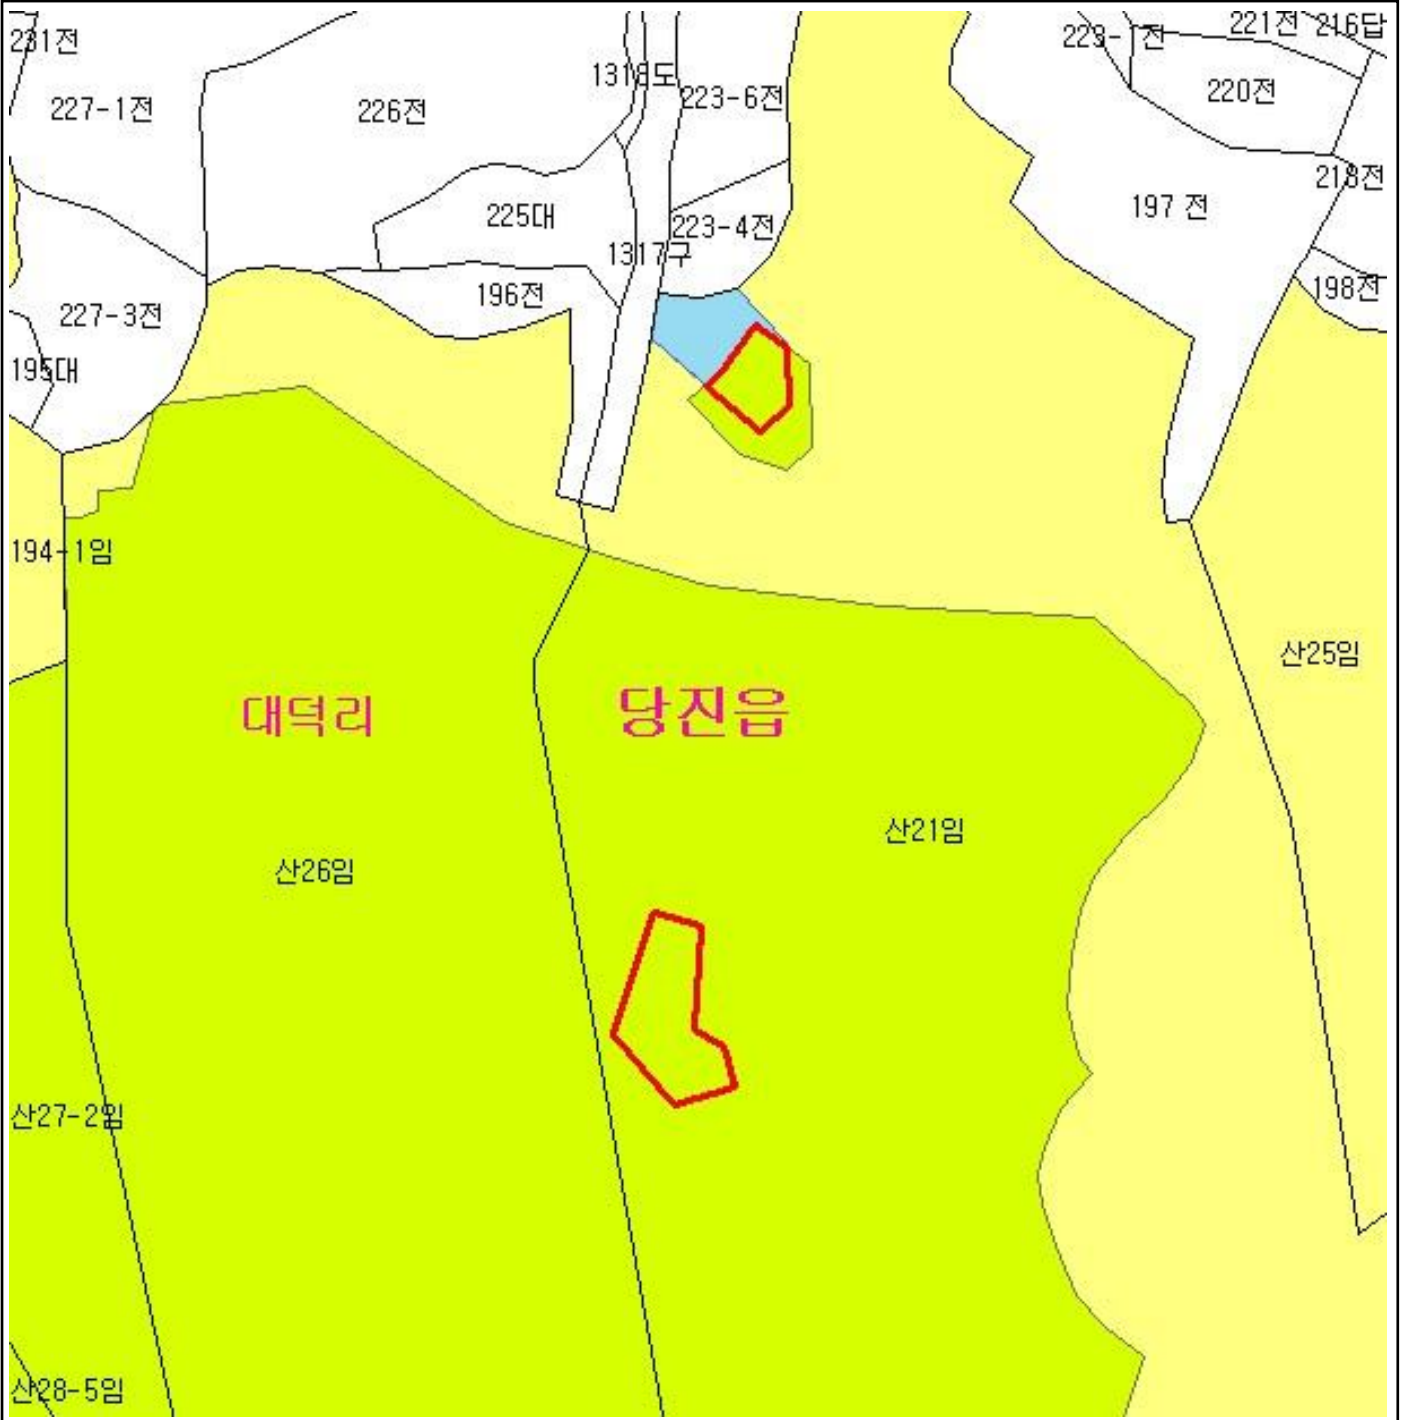 231전
221전
216답
223-1전
1318도
220전
223-6전
227-1전
226전
218전
197 전
225대
223-4전
1317구
198전
196전
227-3전
195대
194-1임
산25임
대덕리
당진읍
산21임
산26임
산27-2임
산28-5임